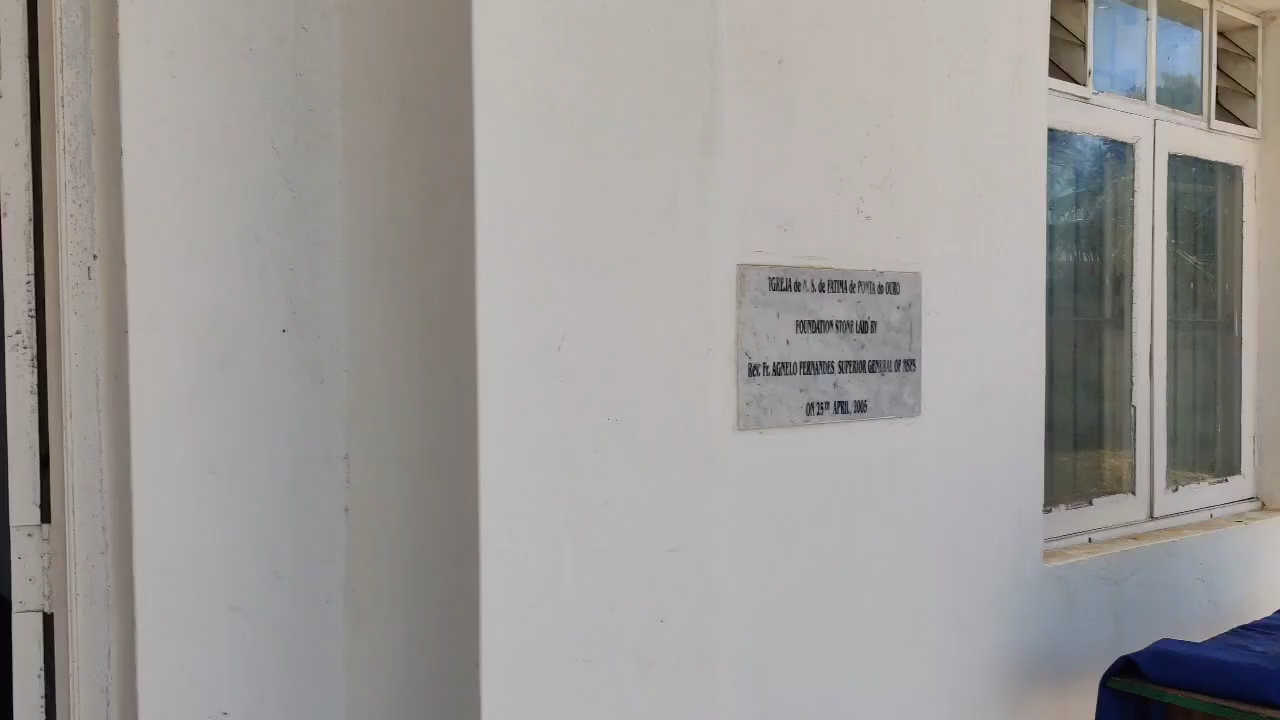 IGREJA de N. S. de FATIMA de PONTA do OURO
FOUNDATION STONE LAID BY
Rev. Fr. AGNELO FERNANDES, SUPERIOR GENERAL OF MSFS
ON 25TH APRIL, 2005